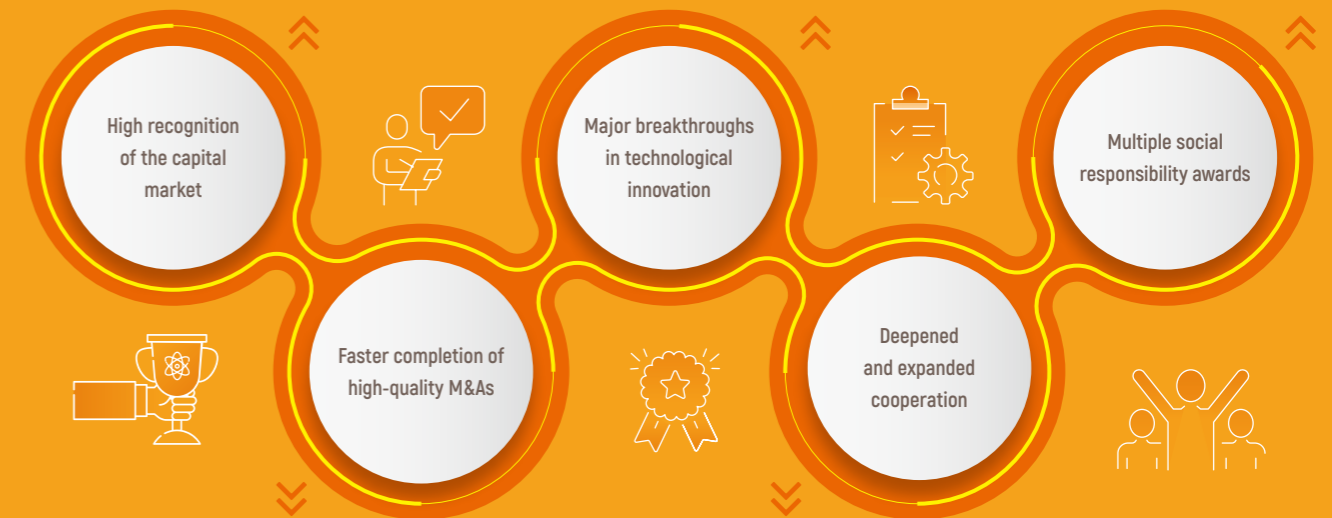 High recognition
of the capital
market
Faster completion of
high-quality M&As
Major breakthroughs
in technological
innovation
Deepened
and expanded
cooperation
Multiple social
responsibility awards